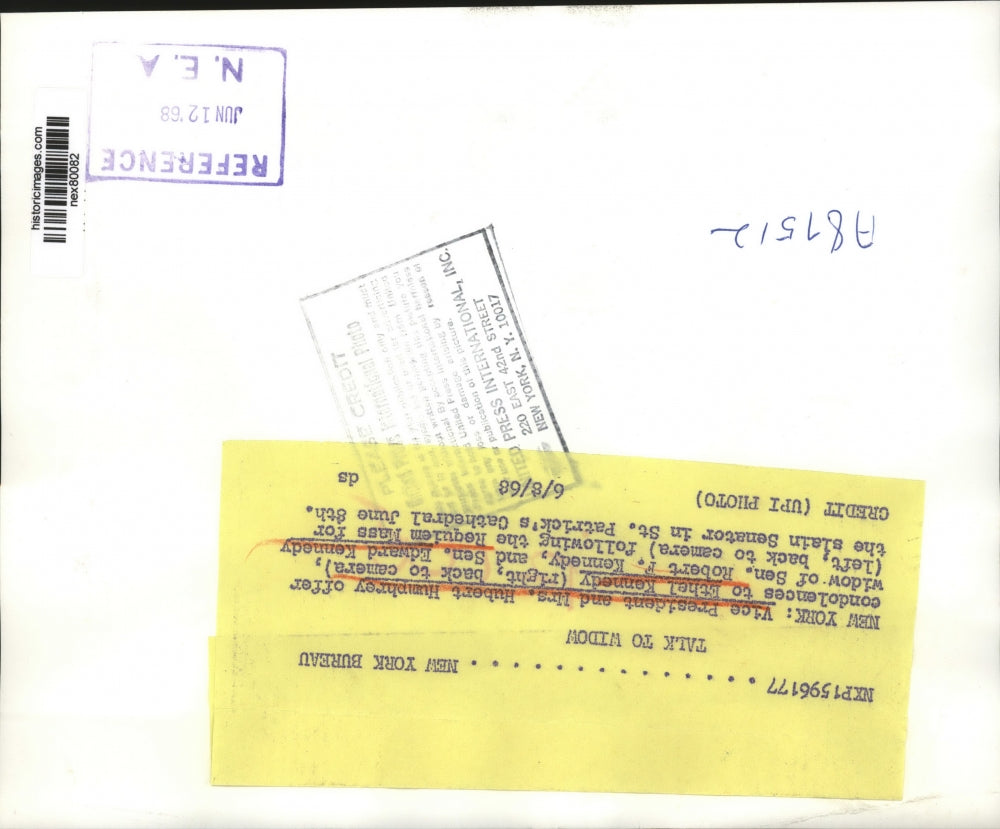 NXP1596177 . . . . . . . . . . . . . . NEW YORK BUREAU
TALK TO WIDOW
NEW YORK: Vice President and Mrs. Hubert Humphrey offer
condolences to Ethel Kennedy (right, back to camera),
widow of Sen. Robert F. Kennedy, and Sen. Edward Kennedy
(left, back to camera) following the Requiem Mass for
the slain Senator in St. Patrick's Cathedral June 8th.
CREDIT (UPI PHOTO) 6/8/68 ds
PLEASE CREDIT
International Photo
PRESS INTERNATIONAL, INC.
220 EAST 42nd STREET
NEW YORK, N. Y. 10017
A81512
REFERENCE
JUN 12 '68
N. E. A
historicimages.com
nex80082